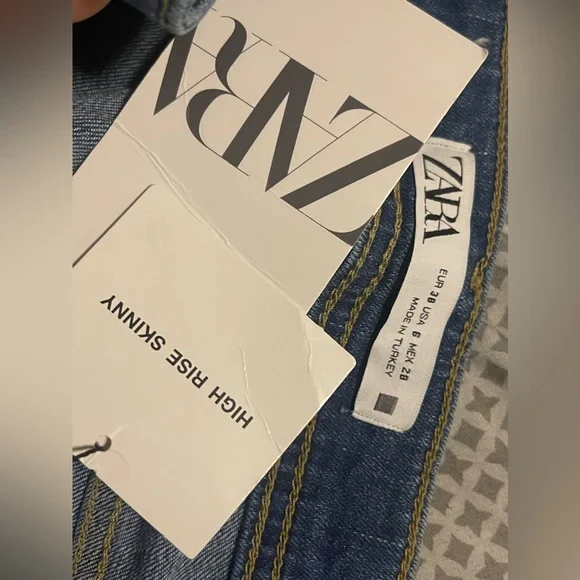 ZARA
HIGH RISE SKINNY
ZARA
EUR 38 USA 6 MEX 28
MADE IN TURKEY